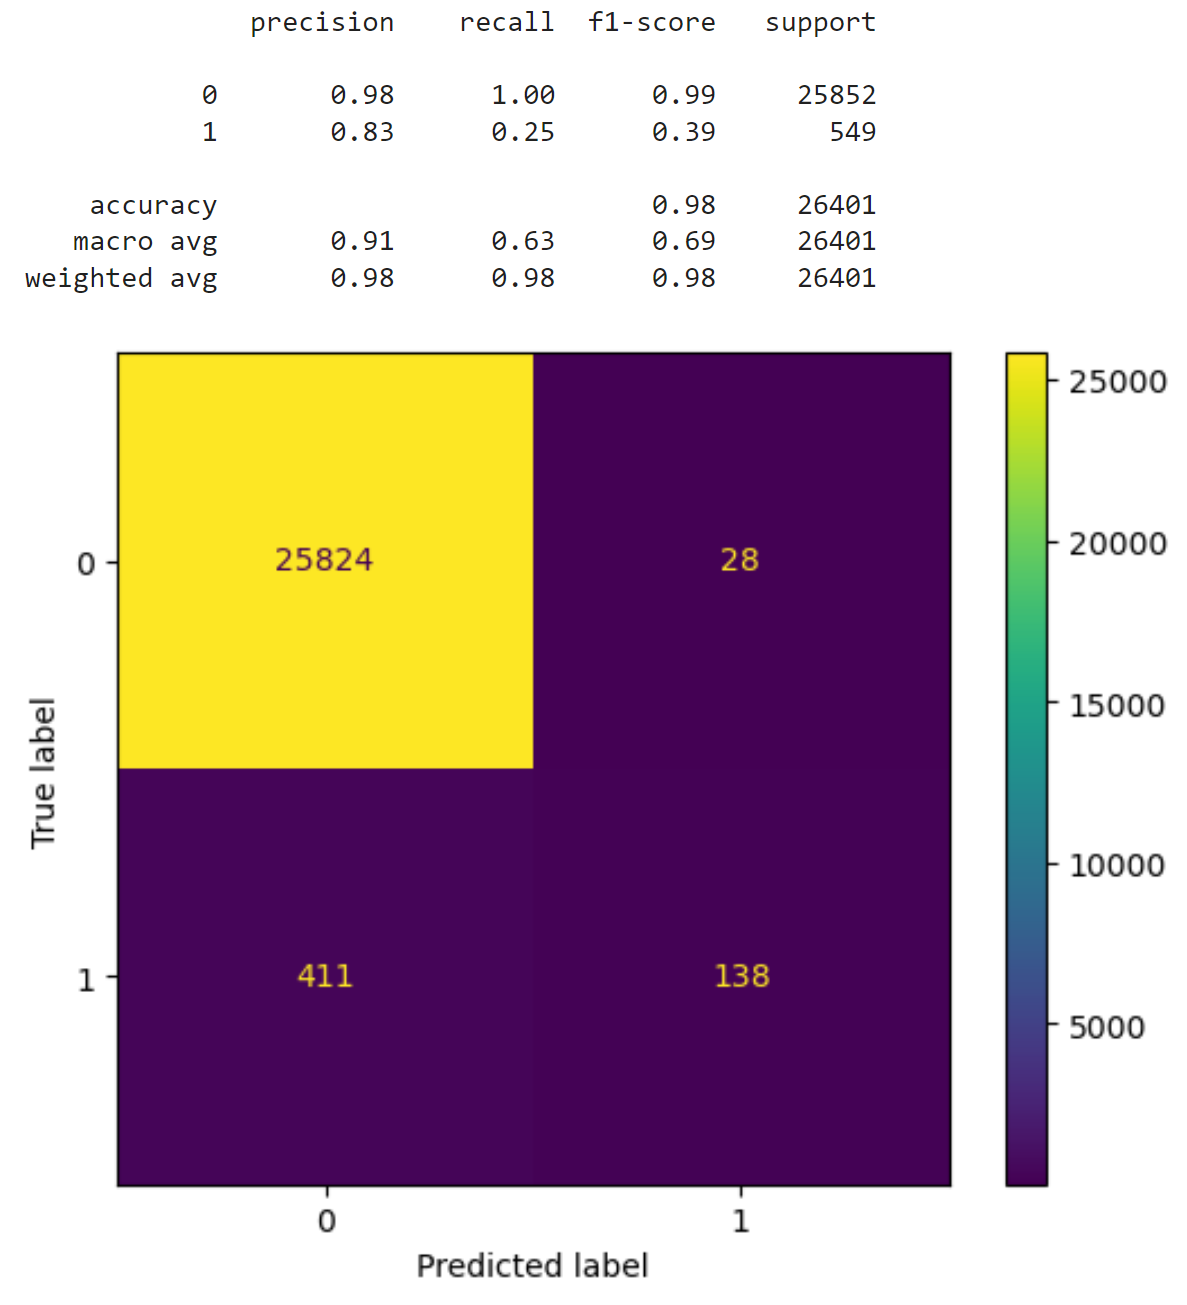 precision recall f1-score support
0 0.98 1.00 0.99 25852
1 0.83 0.25 0.39 549
accuracy 0.98 26401
macro avg 0.91 0.63 0.69 26401
weighted avg 0.98 0.98 0.98 26401
25000
20000
15000
10000
5000
True label
0
25824 28
1
411 138
0 1
Predicted label